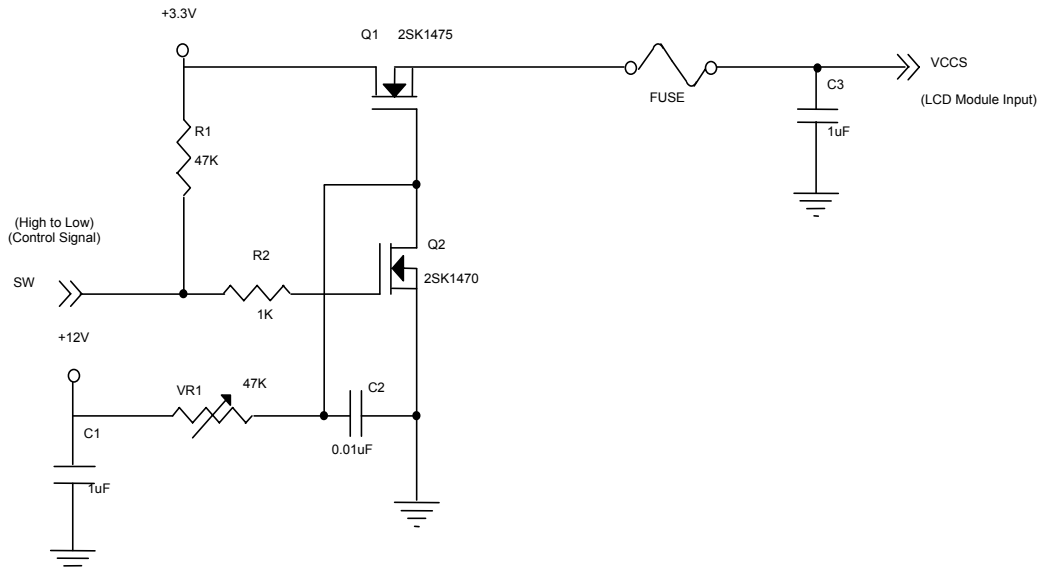 +3.3V
Q1 2SK1475
VCCS
FUSE
C3
(LCD Module Input)
R1
1uF
47K
(High to Low)
(Control Signal)
R2
Q2
SW
2SK1470
1K
+12V
VR1
47K
C2
C1
0.01uF
1uF